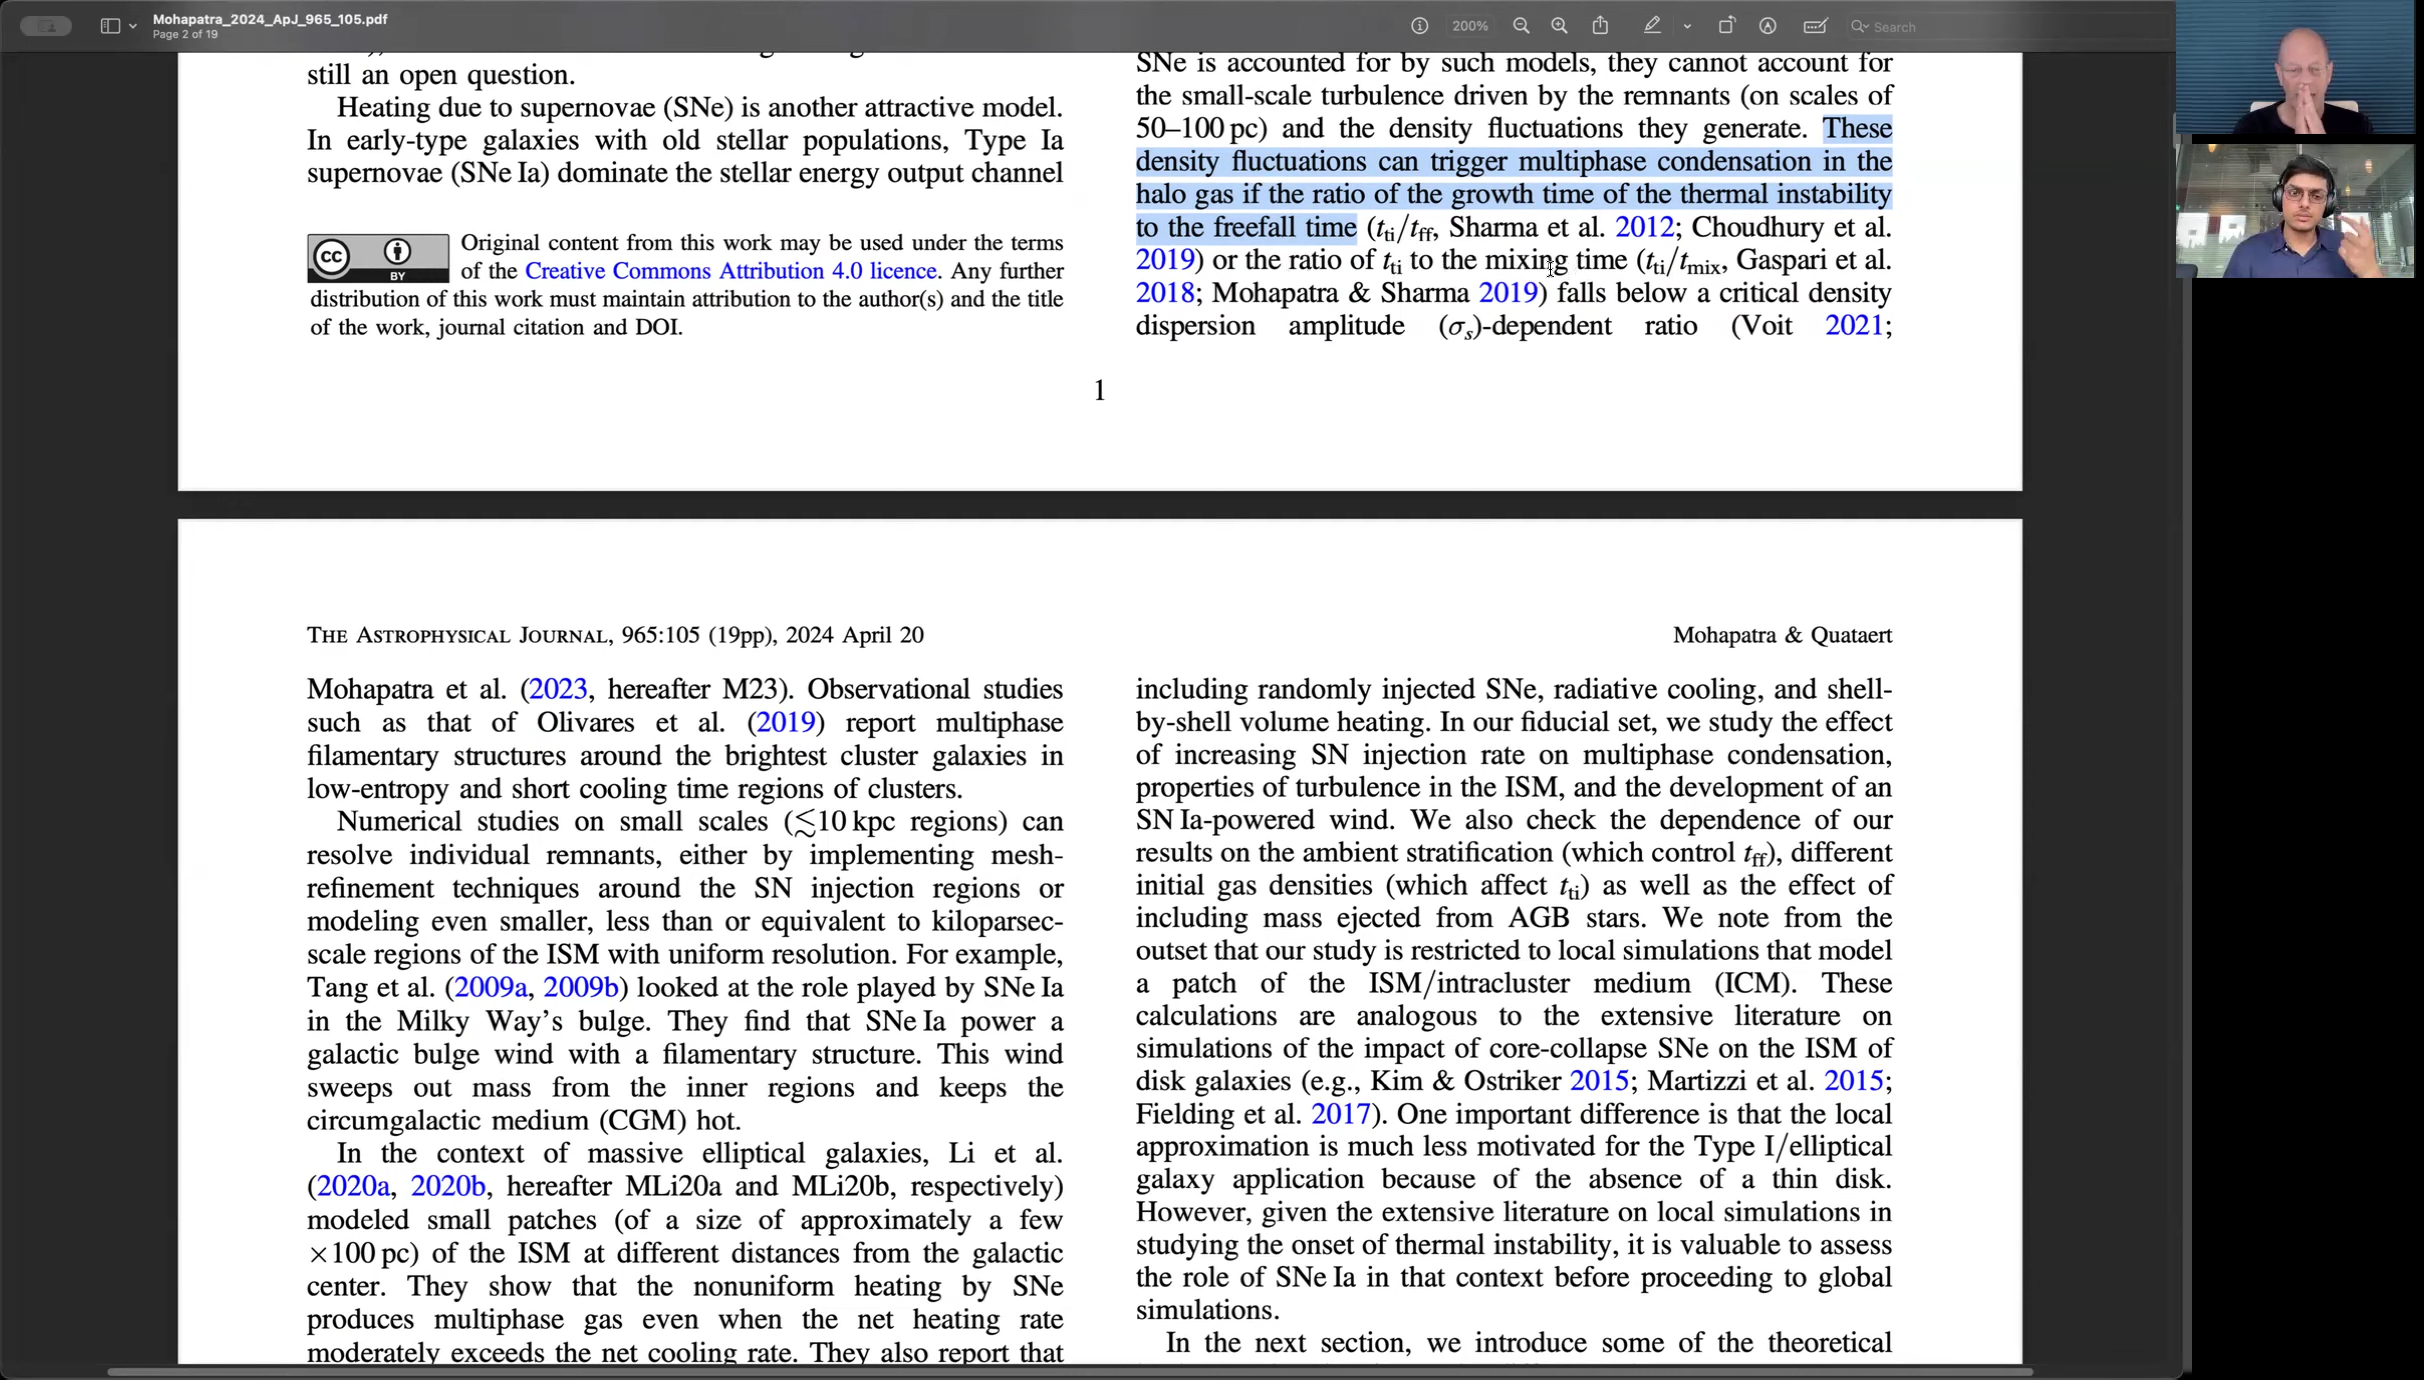 Mohapatra_2024_ApJ_965_105.pdf
Page 2 of 19
200%
Search
still an open question.
Heating due to supernovae (SNe) is another attractive model.
In early-type galaxies with old stellar populations, Type Ia
supernovae (SNe Ia) dominate the stellar energy output channel
cc
BY
Original content from this work may be used under the terms
of the Creative Commons Attribution 4.0 licence. Any further
distribution of this work must maintain attribution to the author(s) and the title
of the work, journal citation and DOI.
SNe is accounted for by such models, they cannot account for
the small-scale turbulence driven by the remnants (on scales of
50–100 pc) and the density fluctuations they generate. These
density fluctuations can trigger multiphase condensation in the
halo gas if the ratio of the growth time of the thermal instability
to the freefall time (tti/tff, Sharma et al. 2012; Choudhury et al.
2019) or the ratio of tti to the mixing time (tti/tmix, Gaspari et al.
2018; Mohapatra & Sharma 2019) falls below a critical density
dispersion amplitude (σs)-dependent ratio (Voit 2021;
1
THE ASTROPHYSICAL JOURNAL, 965:105 (19pp), 2024 April 20
Mohapatra & Quataert
Mohapatra et al. (2023, hereafter M23). Observational studies
such as that of Olivares et al. (2019) report multiphase
filamentary structures around the brightest cluster galaxies in
low-entropy and short cooling time regions of clusters.
Numerical studies on small scales (≲10 kpc regions) can
resolve individual remnants, either by implementing mesh-
refinement techniques around the SN injection regions or
modeling even smaller, less than or equivalent to kiloparsec-
scale regions of the ISM with uniform resolution. For example,
Tang et al. (2009a, 2009b) looked at the role played by SNe Ia
in the Milky Way's bulge. They find that SNe Ia power a
galactic bulge wind with a filamentary structure. This wind
sweeps out mass from the inner regions and keeps the
circumgalactic medium (CGM) hot.
In the context of massive elliptical galaxies, Li et al.
(2020a, 2020b, hereafter MLi20a and MLi20b, respectively)
modeled small patches (of a size of approximately a few
×100 pc) of the ISM at different distances from the galactic
center. They show that the nonuniform heating by SNe
produces multiphase gas even when the net heating rate
moderately exceeds the net cooling rate. They also report that
including randomly injected SNe, radiative cooling, and shell-
by-shell volume heating. In our fiducial set, we study the effect
of increasing SN injection rate on multiphase condensation,
properties of turbulence in the ISM, and the development of an
SN Ia-powered wind. We also check the dependence of our
results on the ambient stratification (which control tff), different
initial gas densities (which affect tti) as well as the effect of
including mass ejected from AGB stars. We note from the
outset that our study is restricted to local simulations that model
a patch of the ISM/intracluster medium (ICM). These
calculations are analogous to the extensive literature on
simulations of the impact of core-collapse SNe on the ISM of
disk galaxies (e.g., Kim & Ostriker 2015; Martizzi et al. 2015;
Fielding et al. 2017). One important difference is that the local
approximation is much less motivated for the Type I/elliptical
galaxy application because of the absence of a thin disk.
However, given the extensive literature on local simulations in
studying the onset of thermal instability, it is valuable to assess
the role of SNe Ia in that context before proceeding to global
simulations.
In the next section, we introduce some of the theoretical